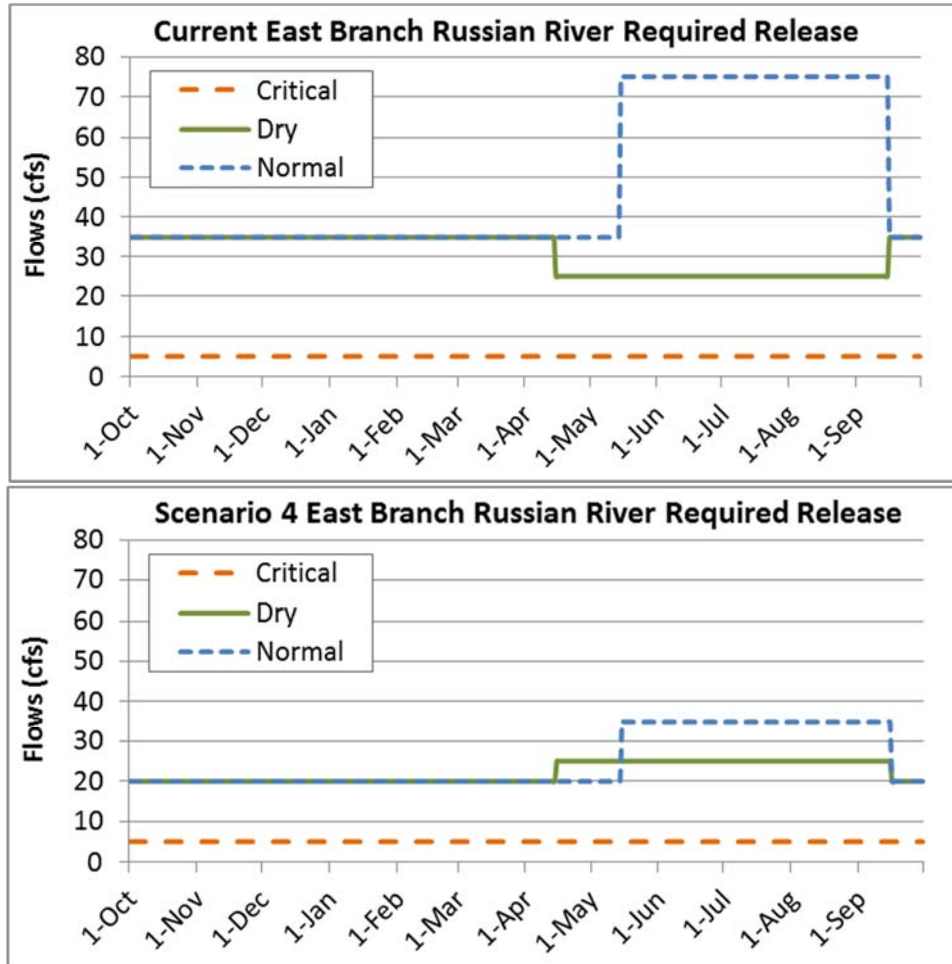 Current East Branch Russian River Required Release
80
70
60
50
40
30
20
10
0
Flows (cfs)
Critical
Dry
Normal
1-Oct
1-Nov
1-Dec
1-Jan
1-Feb
1-Mar
1-Apr
1-May
1-Jun
1-Jul
1-Aug
1-Sep
Scenario 4 East Branch Russian River Required Release
80
70
60
50
40
30
20
10
0
Flows (cfs)
Critical
Dry
Normal
1-Oct
1-Nov
1-Dec
1-Jan
1-Feb
1-Mar
1-Apr
1-May
1-Jun
1-Jul
1-Aug
1-Sep